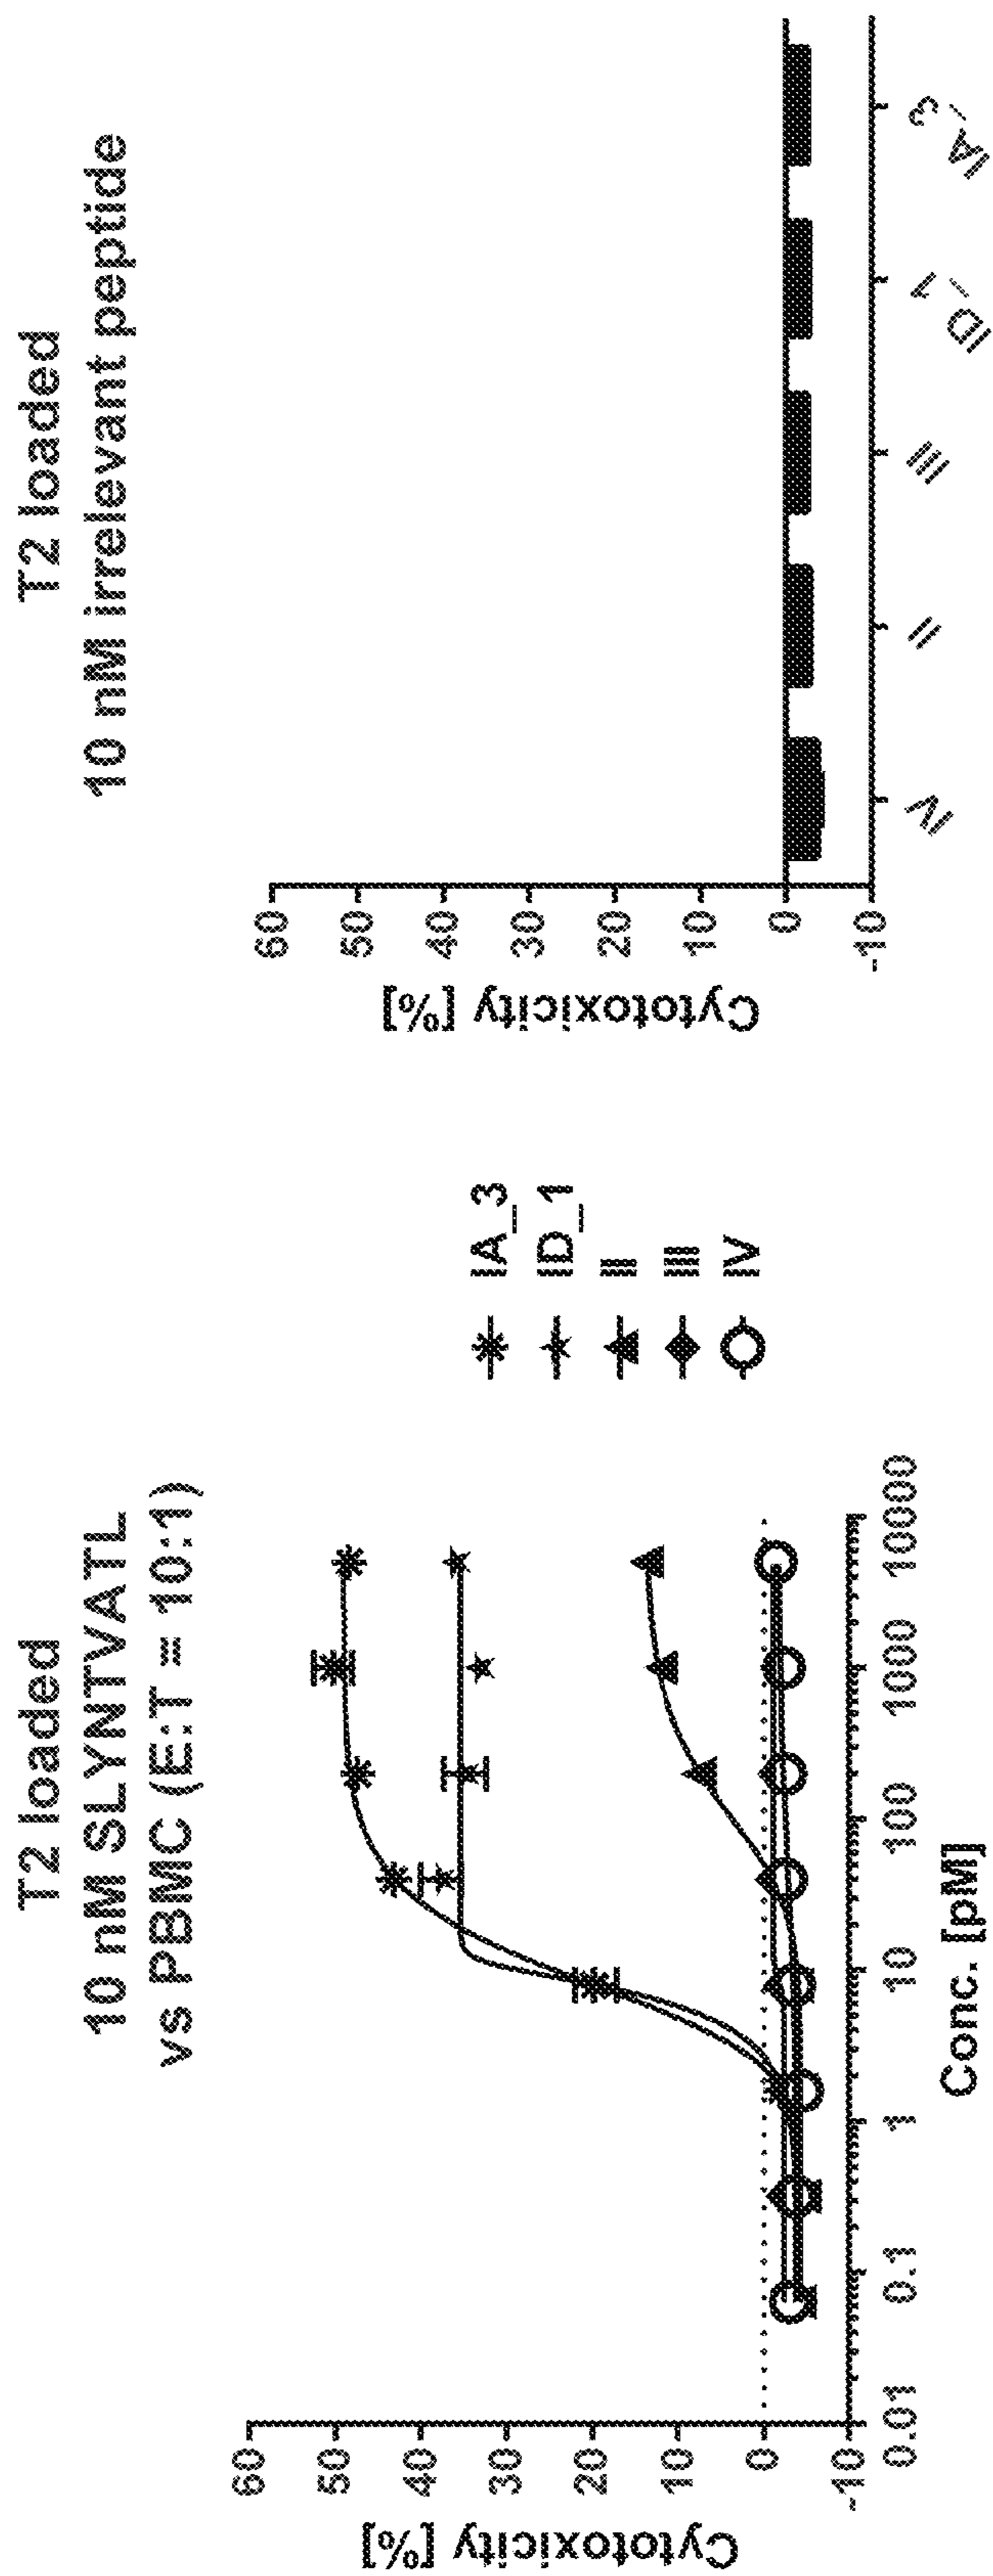 T2 loaded
10 nM SLYNTVATL
vs PBMC (E:T = 10:1)
Cytotoxicity [%]
60
50
40
30
20
10
0
-10
0.01
0.1
1
10
100
1000
10000
Conc. [pM]
IA_3
ID_1
II
III
IV
T2 loaded
10 nM irrelevant peptide
Cytotoxicity [%]
60
50
40
30
20
10
0
-10
IV
II
III
ID_1
IA_3